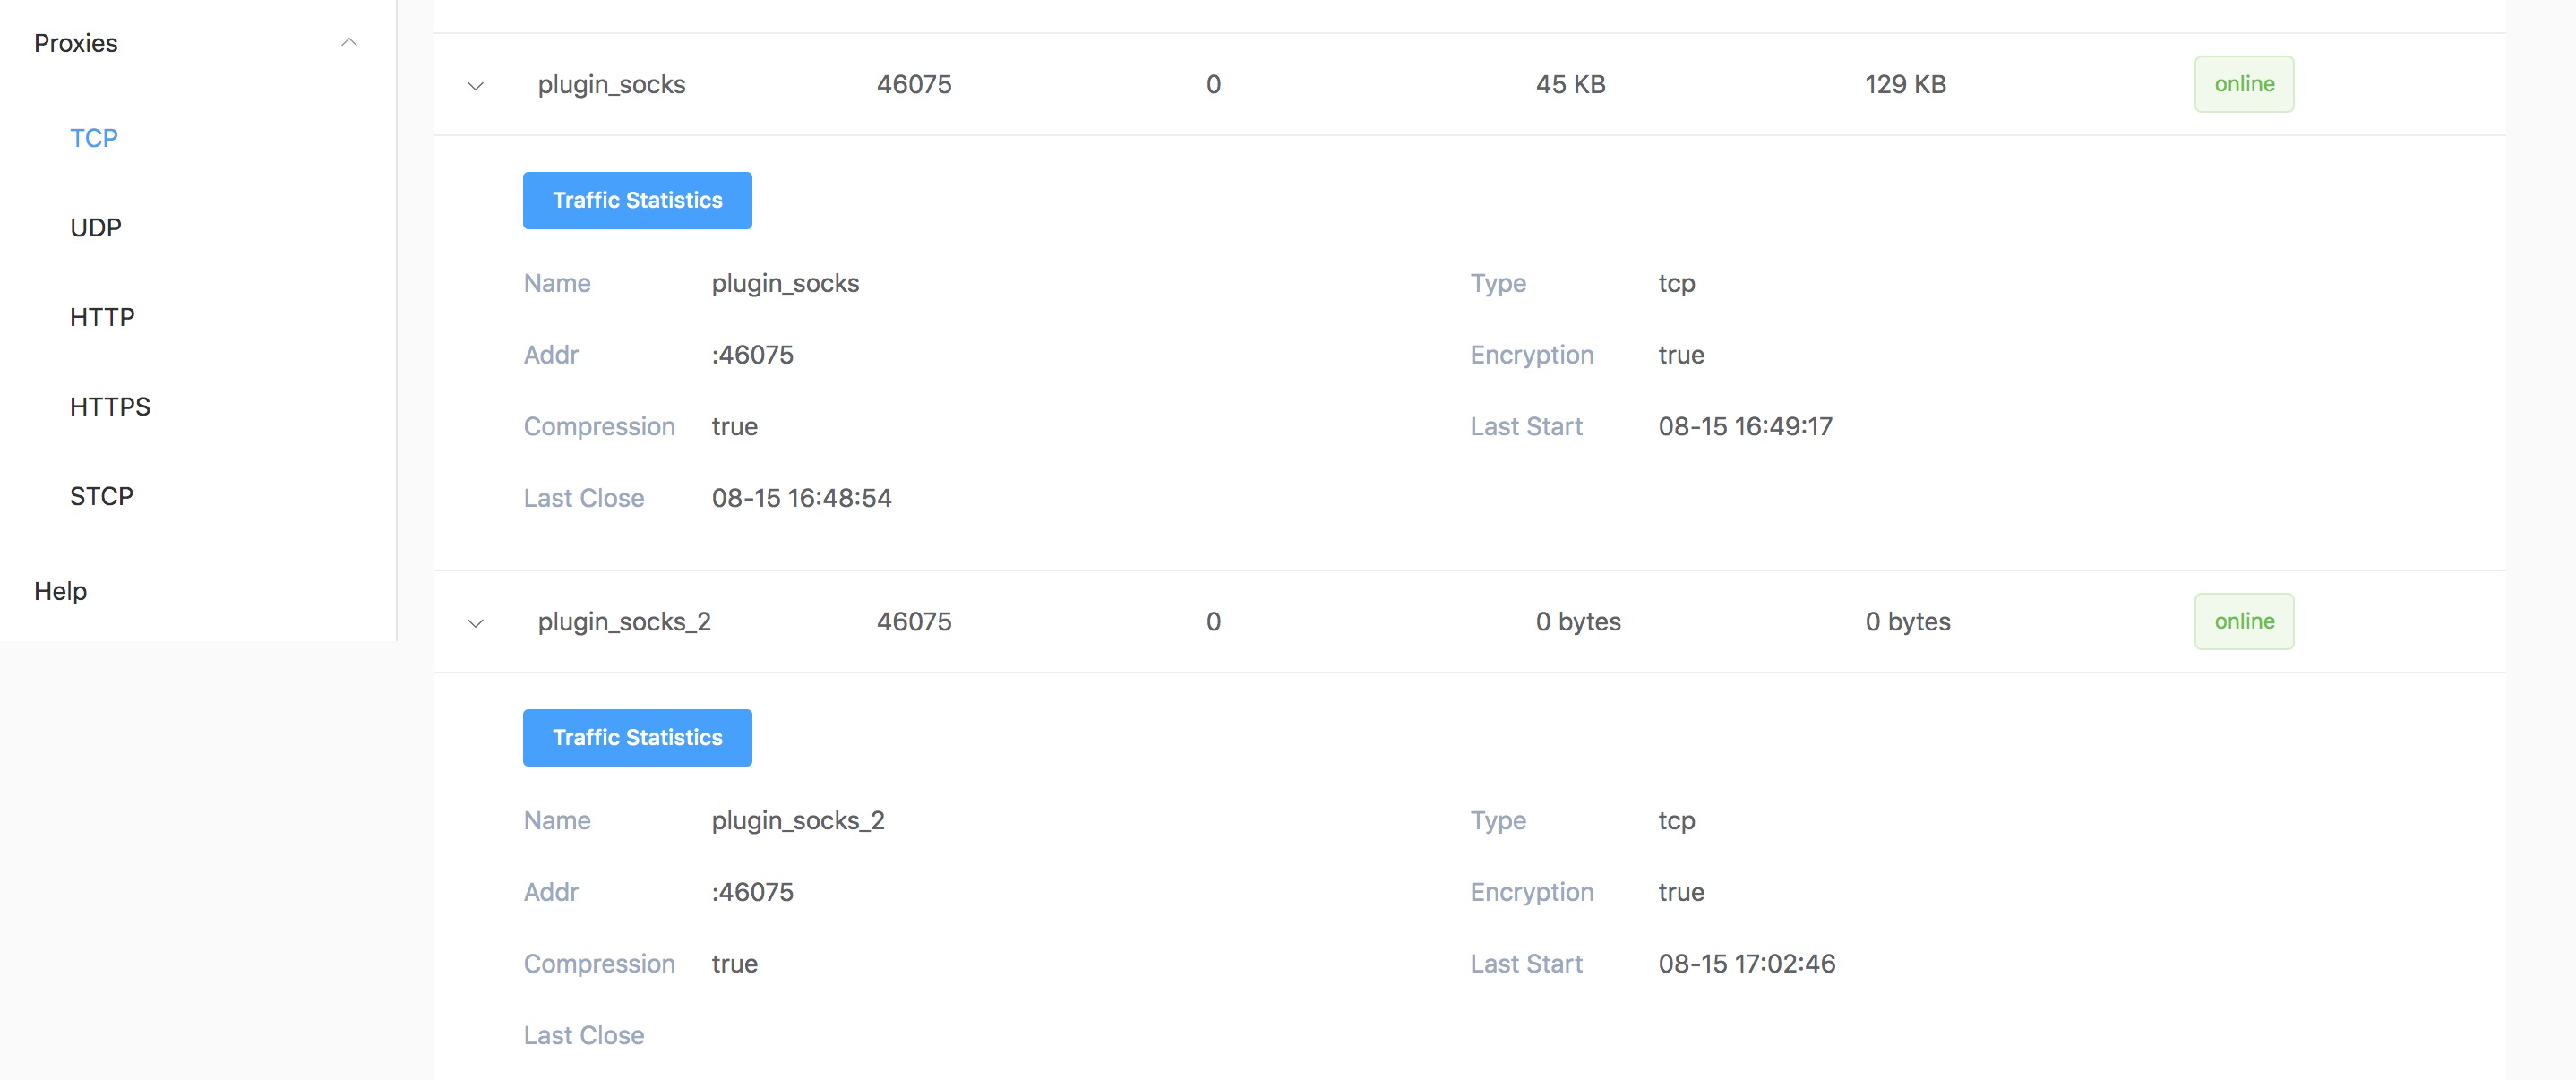 Proxies
TCP
UDP
HTTP
HTTPS
STCP
Help
plugin_socks 46075 0 45 KB 129 KB online
Traffic Statistics
Name plugin_socks Type tcp
Addr :46075 Encryption true
Compression true Last Start 08-15 16:49:17
Last Close 08-15 16:48:54
plugin_socks_2 46075 0 0 bytes 0 bytes online
Traffic Statistics
Name plugin_socks_2 Type tcp
Addr :46075 Encryption true
Compression true Last Start 08-15 17:02:46
Last Close